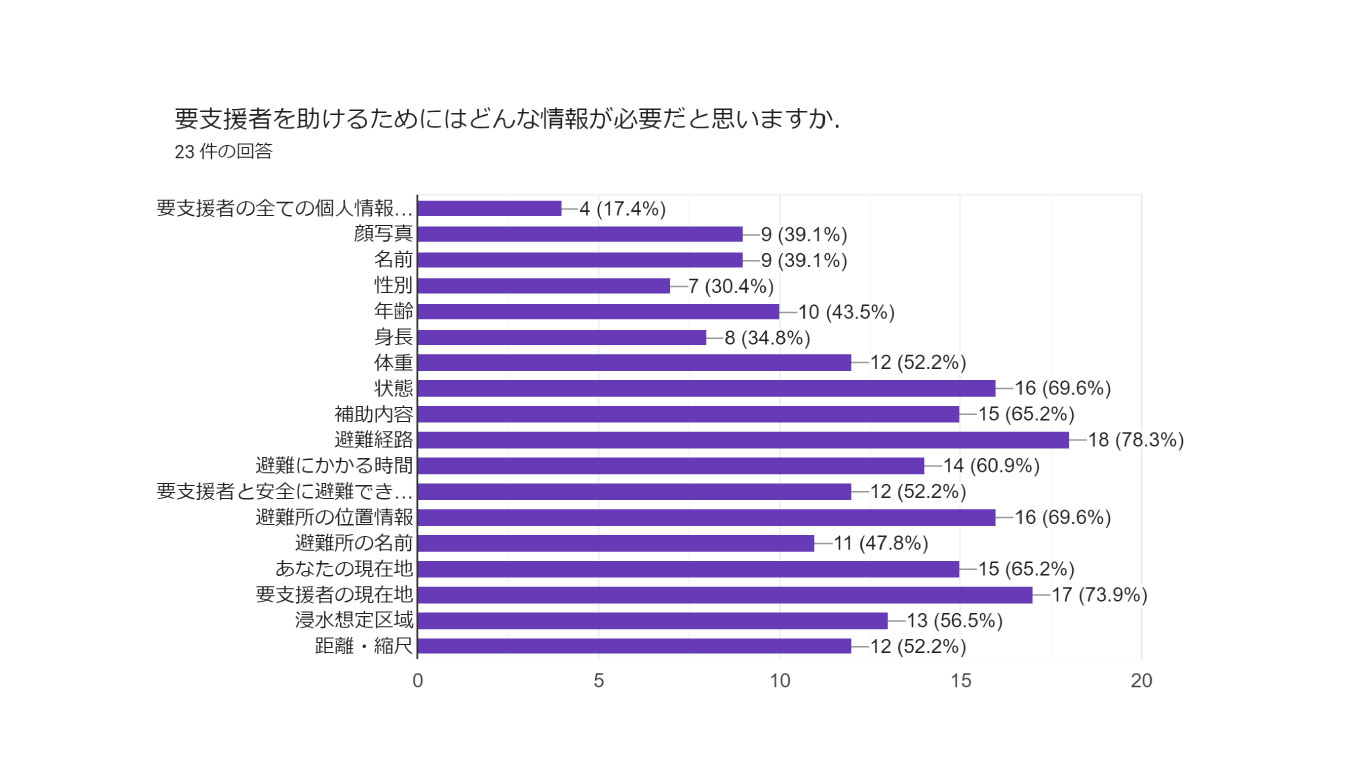 要支援者を助けるためにはどんな情報が必要だと思いますか.
23 件の回答
要支援者の全ての個人情報… 4 (17.4%)
顔写真 9 (39.1%)
名前 9 (39.1%)
性別 7 (30.4%)
年齢 10 (43.5%)
身長 8 (34.8%)
体重 12 (52.2%)
状態 16 (69.6%)
補助内容 15 (65.2%)
避難経路 18 (78.3%)
避難にかかる時間 14 (60.9%)
要支援者と安全に避難でき… 12 (52.2%)
避難所の位置情報 16 (69.6%)
避難所の名前 11 (47.8%)
あなたの現在地 15 (65.2%)
要支援者の現在地 17 (73.9%)
浸水想定区域 13 (56.5%)
距離・縮尺 12 (52.2%)
0 5 10 15 20